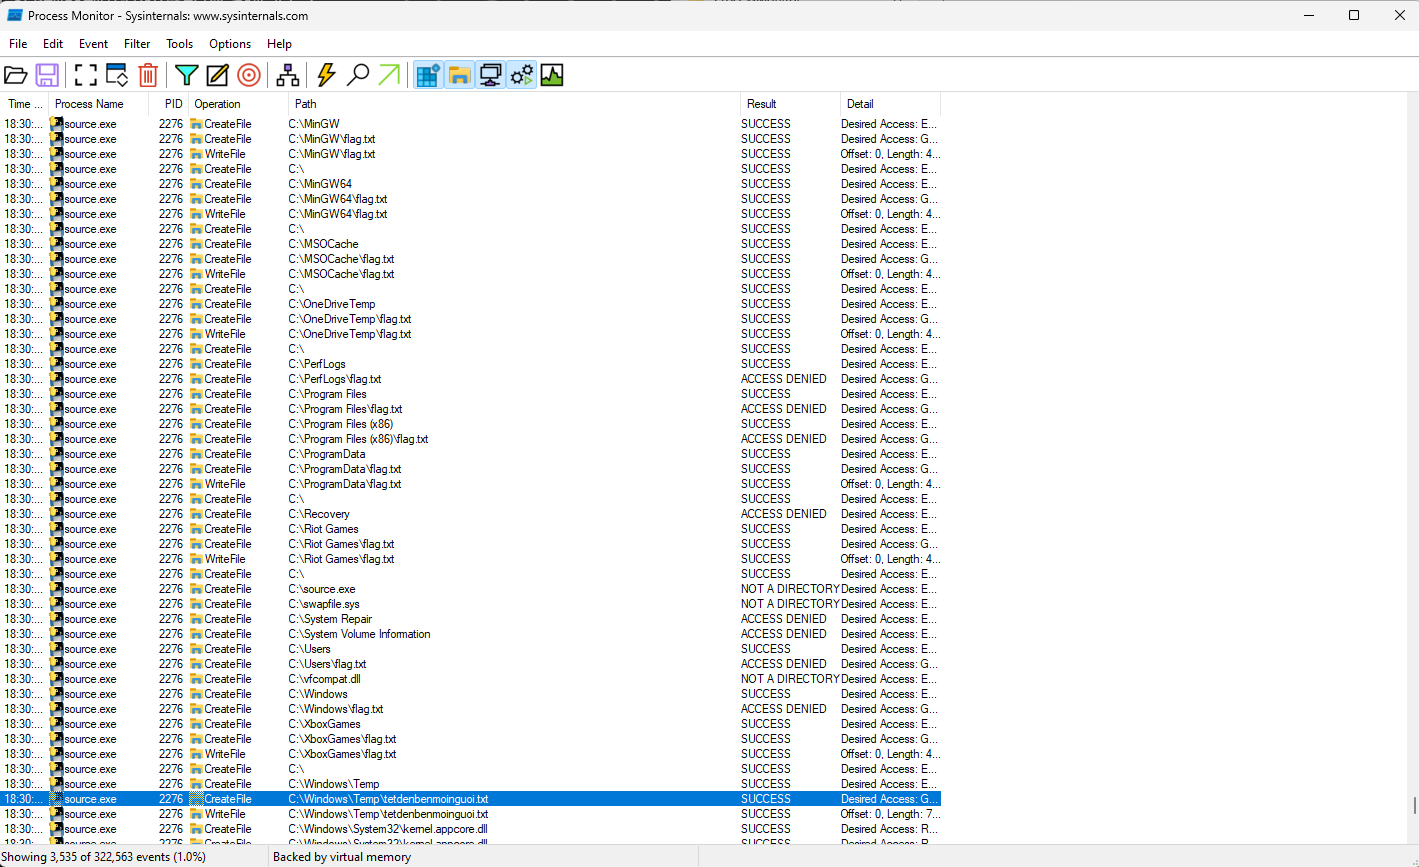 Process Monitor - Sysinternals: www.sysinternals.com
File Edit Event Filter Tools Options Help
Time ... Process Name PID Operation Path Result Detail
18:30:... source.exe 2276 CreateFile C:\MinGW SUCCESS Desired Access: E...
18:30:... source.exe 2276 CreateFile C:\MinGW\flag.txt SUCCESS Desired Access: G...
18:30:... source.exe 2276 WriteFile C:\MinGW\flag.txt SUCCESS Offset: 0, Length: 4...
18:30:... source.exe 2276 CreateFile C:\ SUCCESS Desired Access: E...
18:30:... source.exe 2276 CreateFile C:\MinGW64 SUCCESS Desired Access: E...
18:30:... source.exe 2276 CreateFile C:\MinGW64\flag.txt SUCCESS Desired Access: G...
18:30:... source.exe 2276 WriteFile C:\MinGW64\flag.txt SUCCESS Offset: 0, Length: 4...
18:30:... source.exe 2276 CreateFile C:\ SUCCESS Desired Access: E...
18:30:... source.exe 2276 CreateFile C:\MSOCache SUCCESS Desired Access: E...
18:30:... source.exe 2276 CreateFile C:\MSOCache\flag.txt SUCCESS Desired Access: G...
18:30:... source.exe 2276 WriteFile C:\MSOCache\flag.txt SUCCESS Offset: 0, Length: 4...
18:30:... source.exe 2276 CreateFile C:\ SUCCESS Desired Access: E...
18:30:... source.exe 2276 CreateFile C:\OneDriveTemp SUCCESS Desired Access: E...
18:30:... source.exe 2276 CreateFile C:\OneDriveTemp\flag.txt SUCCESS Desired Access: G...
18:30:... source.exe 2276 WriteFile C:\OneDriveTemp\flag.txt SUCCESS Offset: 0, Length: 4...
18:30:... source.exe 2276 CreateFile C:\ SUCCESS Desired Access: E...
18:30:... source.exe 2276 CreateFile C:\PerfLogs SUCCESS Desired Access: E...
18:30:... source.exe 2276 CreateFile C:\PerfLogs\flag.txt ACCESS DENIED Desired Access: G...
18:30:... source.exe 2276 CreateFile C:\Program Files SUCCESS Desired Access: E...
18:30:... source.exe 2276 CreateFile C:\Program Files\flag.txt ACCESS DENIED Desired Access: G...
18:30:... source.exe 2276 CreateFile C:\Program Files (x86) SUCCESS Desired Access: E...
18:30:... source.exe 2276 CreateFile C:\Program Files (x86)\flag.txt ACCESS DENIED Desired Access: G...
18:30:... source.exe 2276 CreateFile C:\ProgramData SUCCESS Desired Access: E...
18:30:... source.exe 2276 CreateFile C:\ProgramData\flag.txt SUCCESS Desired Access: G...
18:30:... source.exe 2276 WriteFile C:\ProgramData\flag.txt SUCCESS Offset: 0, Length: 4...
18:30:... source.exe 2276 CreateFile C:\ SUCCESS Desired Access: E...
18:30:... source.exe 2276 CreateFile C:\Recovery ACCESS DENIED Desired Access: E...
18:30:... source.exe 2276 CreateFile C:\Riot Games SUCCESS Desired Access: E...
18:30:... source.exe 2276 CreateFile C:\Riot Games\flag.txt SUCCESS Desired Access: G...
18:30:... source.exe 2276 WriteFile C:\Riot Games\flag.txt SUCCESS Offset: 0, Length: 4...
18:30:... source.exe 2276 CreateFile C:\ SUCCESS Desired Access: E...
18:30:... source.exe 2276 CreateFile C:\source.exe NOT A DIRECTORY Desired Access: E...
18:30:... source.exe 2276 CreateFile C:\swapfile.sys NOT A DIRECTORY Desired Access: E...
18:30:... source.exe 2276 CreateFile C:\System Repair ACCESS DENIED Desired Access: E...
18:30:... source.exe 2276 CreateFile C:\System Volume Information ACCESS DENIED Desired Access: E...
18:30:... source.exe 2276 CreateFile C:\Users SUCCESS Desired Access: E...
18:30:... source.exe 2276 CreateFile C:\Users\flag.txt ACCESS DENIED Desired Access: G...
18:30:... source.exe 2276 CreateFile C:\vfcompat.dll NOT A DIRECTORY Desired Access: E...
18:30:... source.exe 2276 CreateFile C:\Windows SUCCESS Desired Access: E...
18:30:... source.exe 2276 CreateFile C:\Windows\flag.txt ACCESS DENIED Desired Access: G...
18:30:... source.exe 2276 CreateFile C:\XboxGames SUCCESS Desired Access: E...
18:30:... source.exe 2276 CreateFile C:\XboxGames\flag.txt SUCCESS Desired Access: G...
18:30:... source.exe 2276 WriteFile C:\XboxGames\flag.txt SUCCESS Offset: 0, Length: 4...
18:30:... source.exe 2276 CreateFile C:\ SUCCESS Desired Access: E...
18:30:... source.exe 2276 CreateFile C:\Windows\Temp SUCCESS Desired Access: E...
18:30:... source.exe 2276 CreateFile C:\Windows\Temp\tetdenbenmoinguoi.txt SUCCESS Desired Access: G...
18:30:... source.exe 2276 WriteFile C:\Windows\Temp\tetdenbenmoinguoi.txt SUCCESS Offset: 0, Length: 7...
18:30:... source.exe 2276 CreateFile C:\Windows\System32\kernel.appcore.dll SUCCESS Desired Access: R...
18:30:... source.exe 2276 CreateFile C:\Windows\System32\kernel.appcore.dll SUCCESS Desired Access: R...
Showing 3,535 of 322,563 events (1.0%) Backed by virtual memory